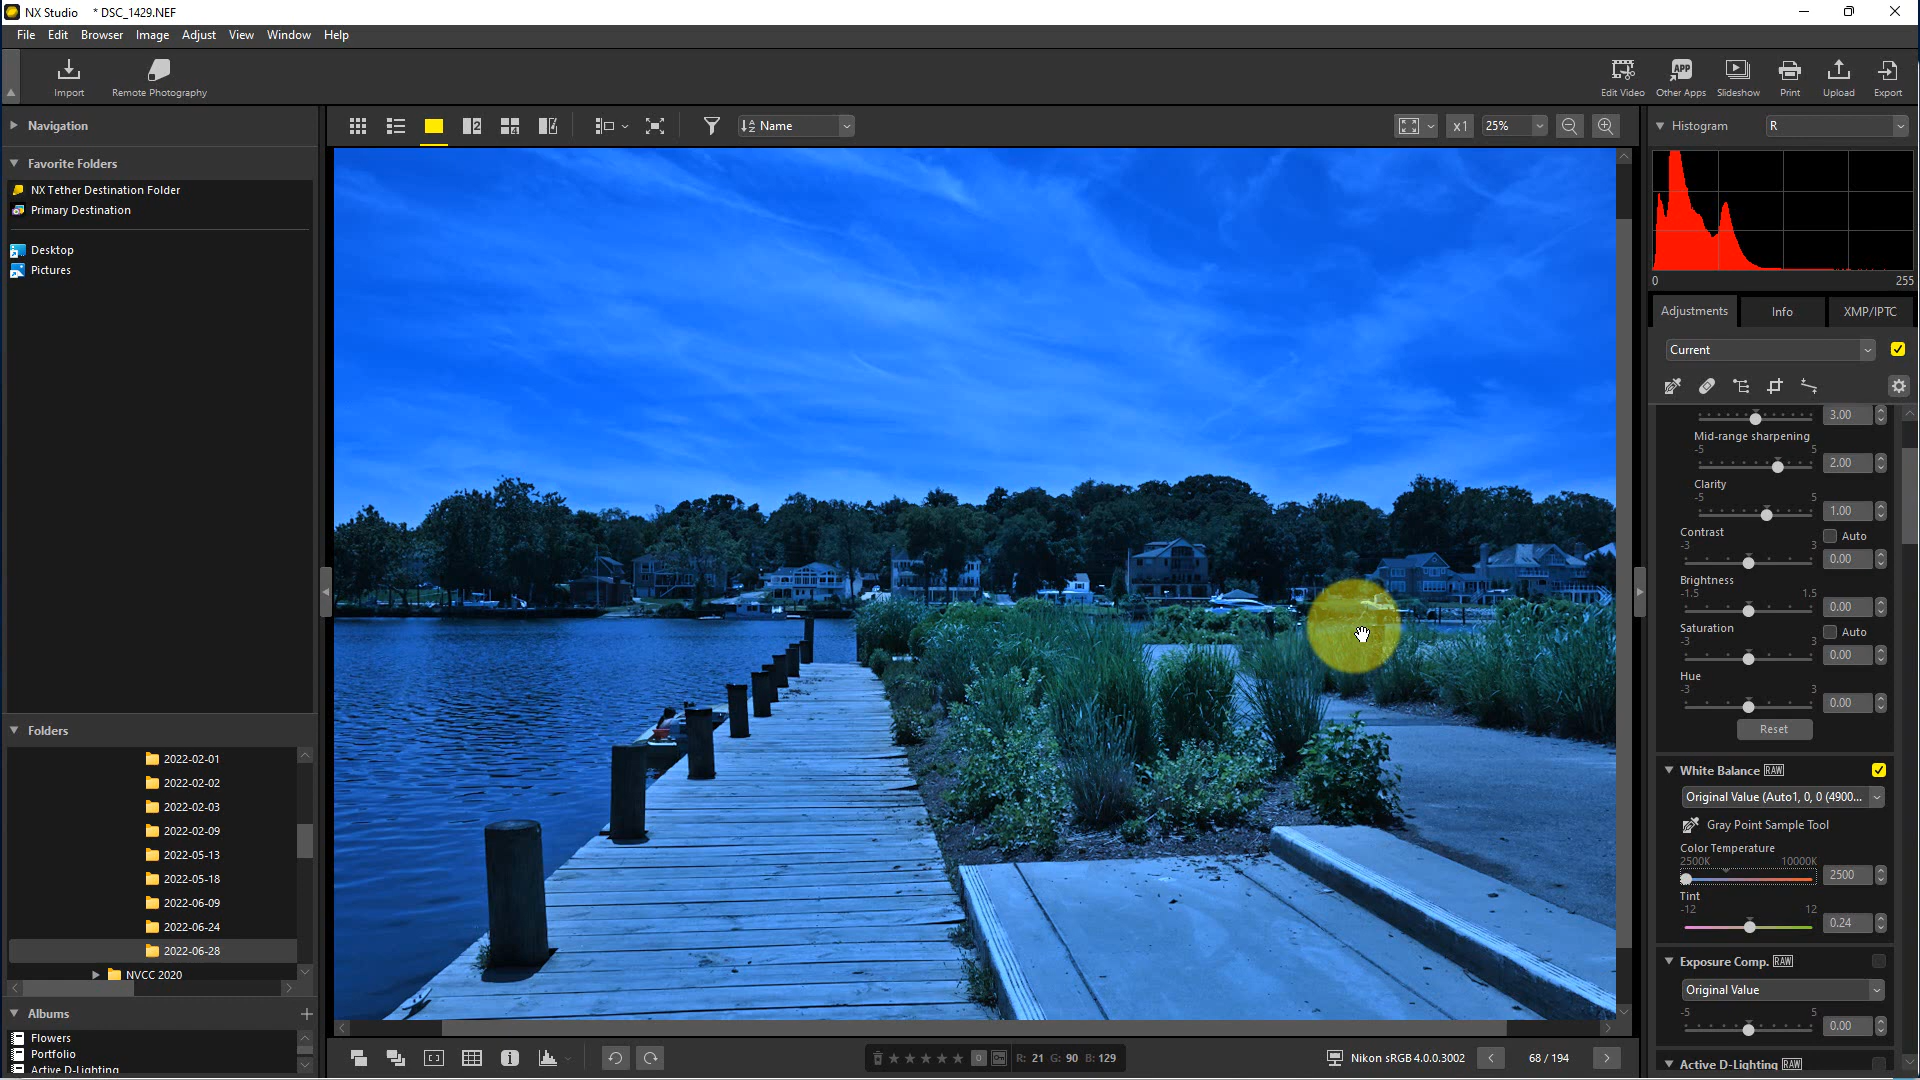 NX Studio * DSC_1429.NEF
File Edit Browser Image Adjust View Window Help
Import Remote Photography Edit Video Other Apps Slideshow Print Upload Export
APP
Navigation
Name
x1 25%
Histogram R
Favorite Folders
NX Tether Destination Folder
Primary Destination
Desktop
Pictures
0 255
Adjustments Info XMP/IPTC
Current
3.00
Mid-range sharpening
-5 5
2.00
Clarity
-5 5
1.00
Contrast Auto
-3 3
0.00
Brightness
-1.5 1.5
0.00
Saturation Auto
-3 3
0.00
Hue
-3 3
0.00
Reset
White Balance RAW
Original Value (Auto1, 0, 0 (4900...
Gray Point Sample Tool
Color Temperature
2500K 10000K
2500
Tint
-12 12
0.24
Exposure Comp. RAW
Original Value
-5 5
0.00
Active D-Lighting RAW
Folders
2022-02-01
2022-02-02
2022-02-03
2022-02-09
2022-05-13
2022-05-18
2022-06-09
2022-06-24
2022-06-28
NVCC 2020
Albums
Flowers
Portfolio
Active D-Lighting
0 R: 21 G: 90 B: 129
Nikon sRGB 4.0.0.3002 68 / 194